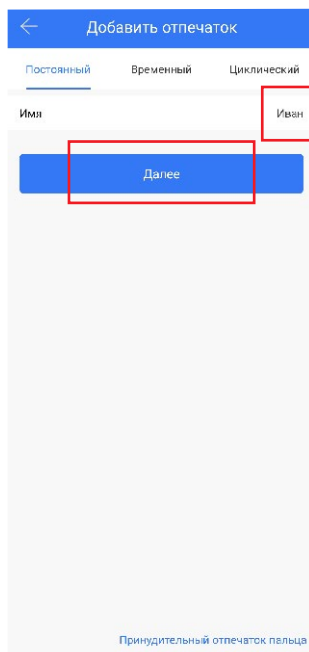 Добавить отпечаток
Постоянный Временный Циклический
Имя Иван
Далее
Принудительный отпечаток пальца